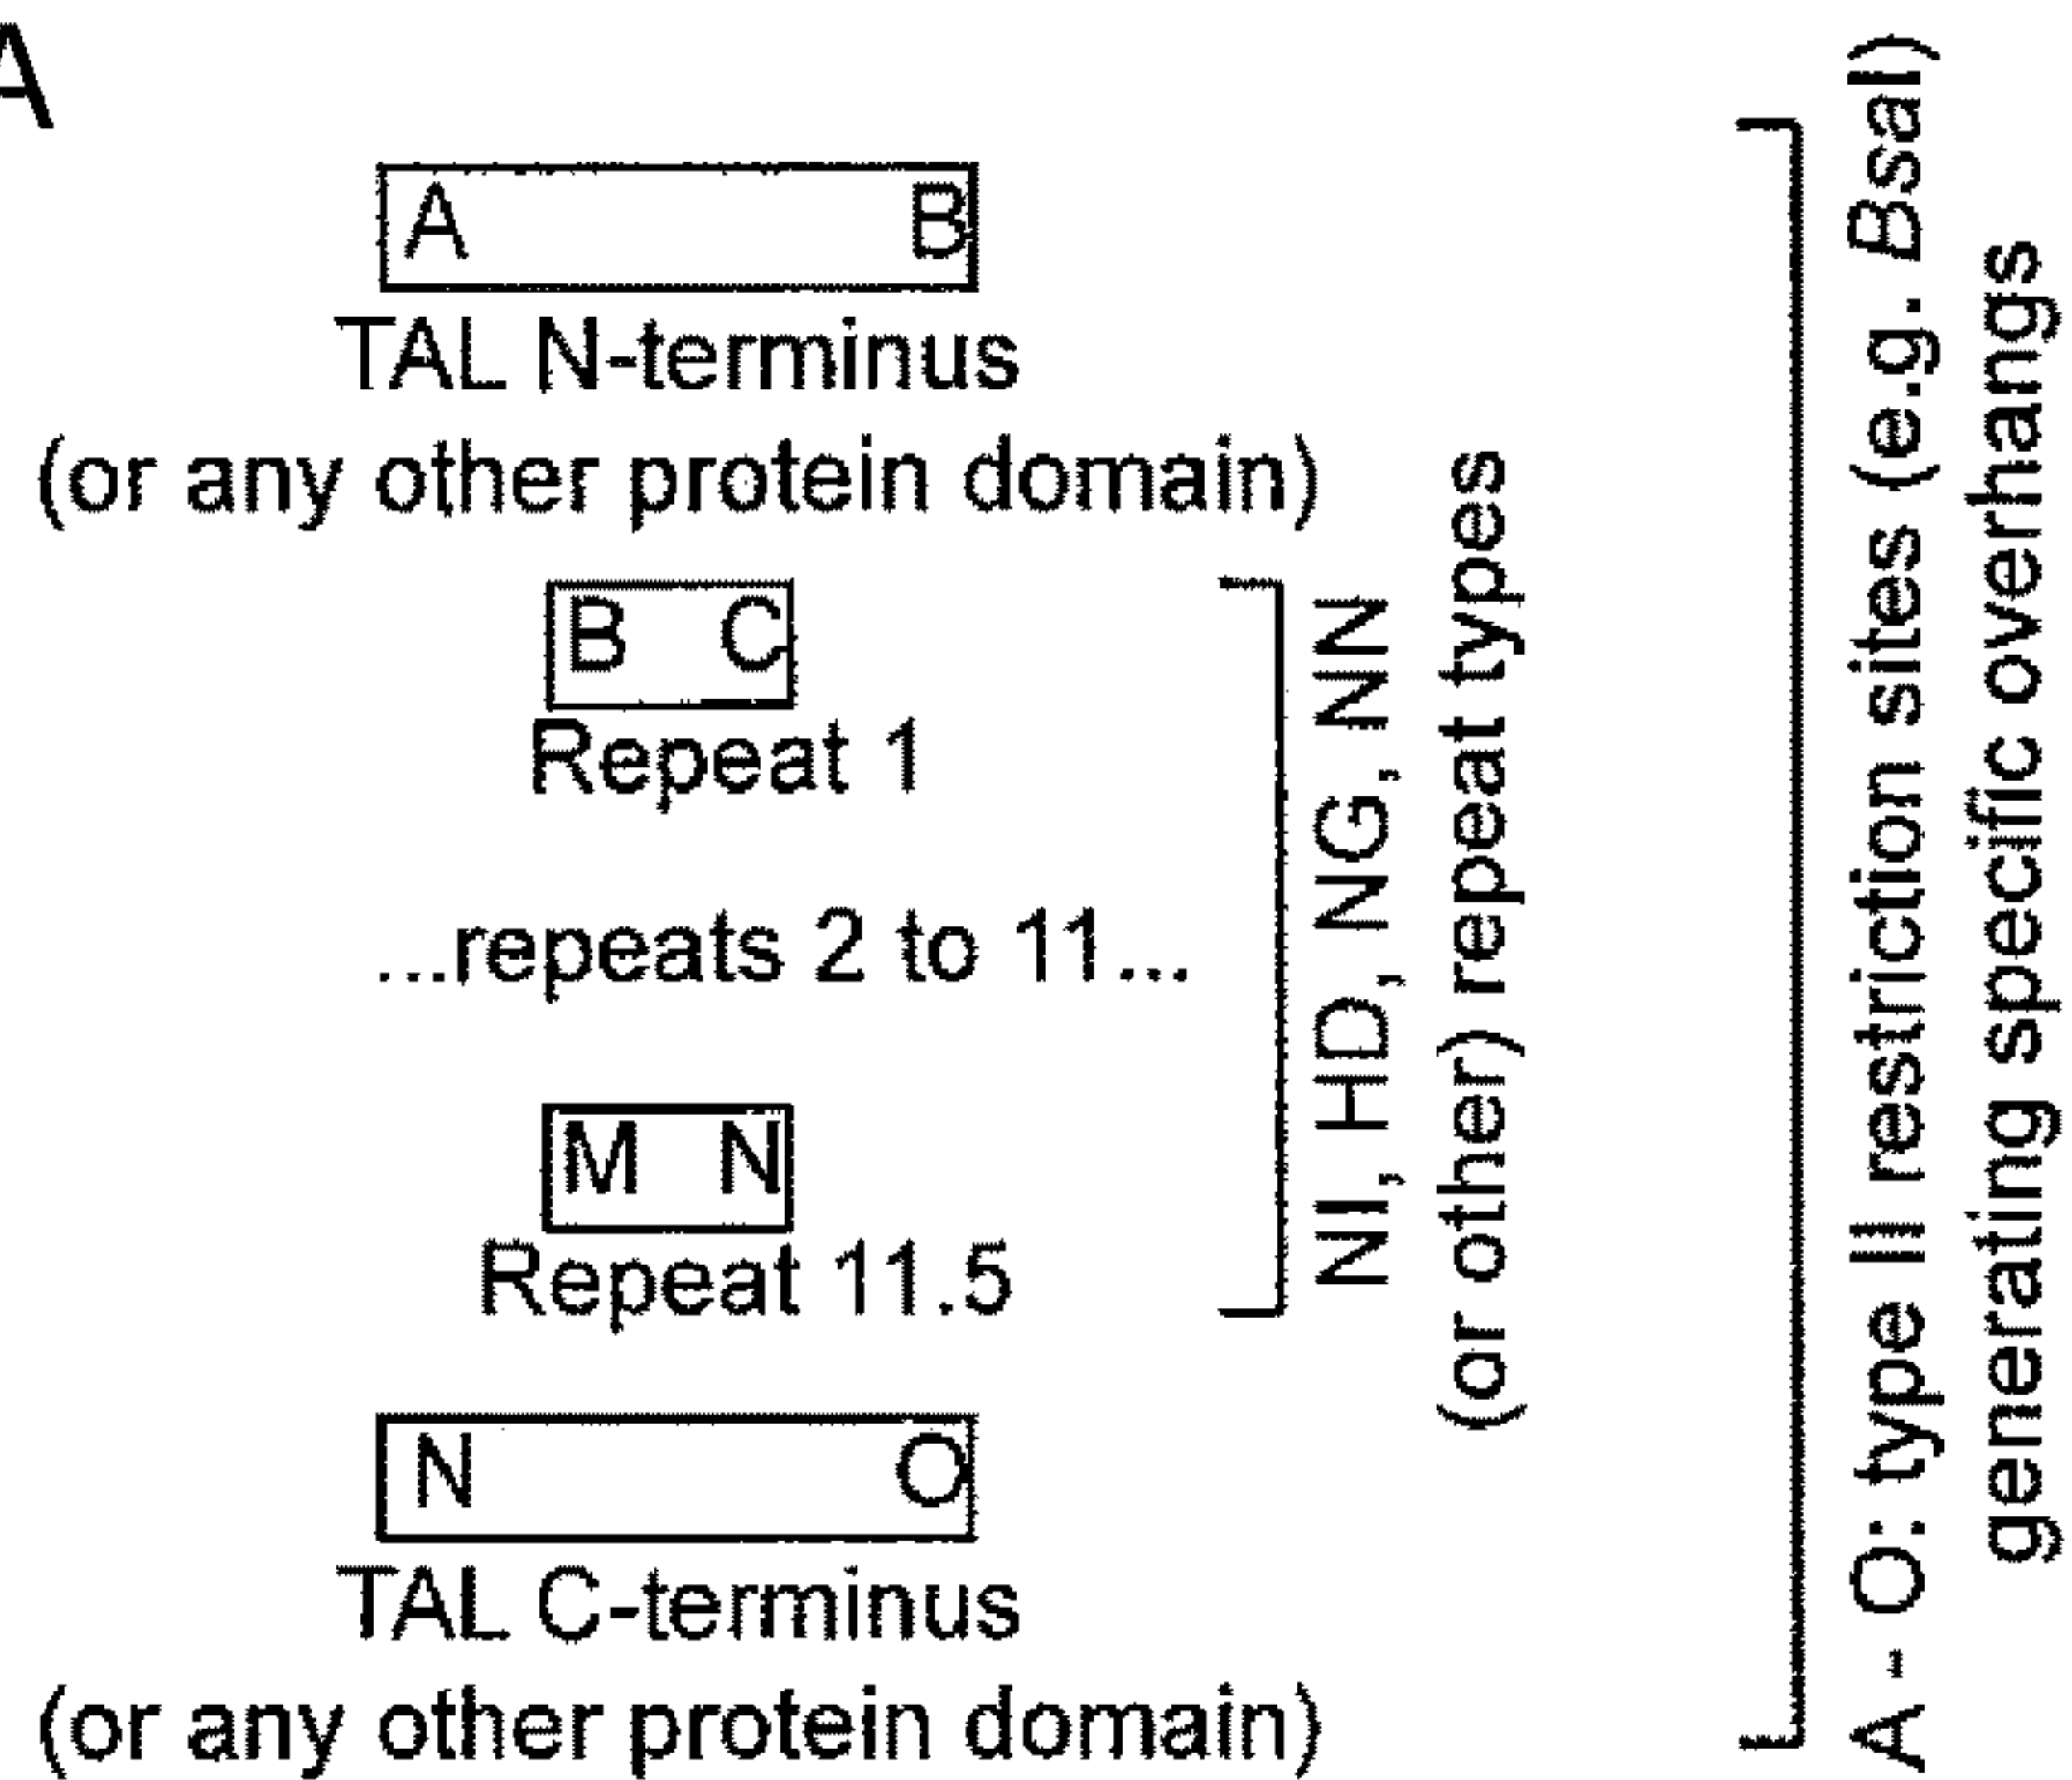 A
A B
TAL N-terminus
(or any other protein domain)
B C
Repeat 1
...repeats 2 to 11...
M N
Repeat 11.5
N O
TAL C-terminus
(or any other protein domain)
NI, HD, NG, NN
(or other) repeat types
A - O: type II restriction sites (e.g. BsaI)
generating specific overhangs